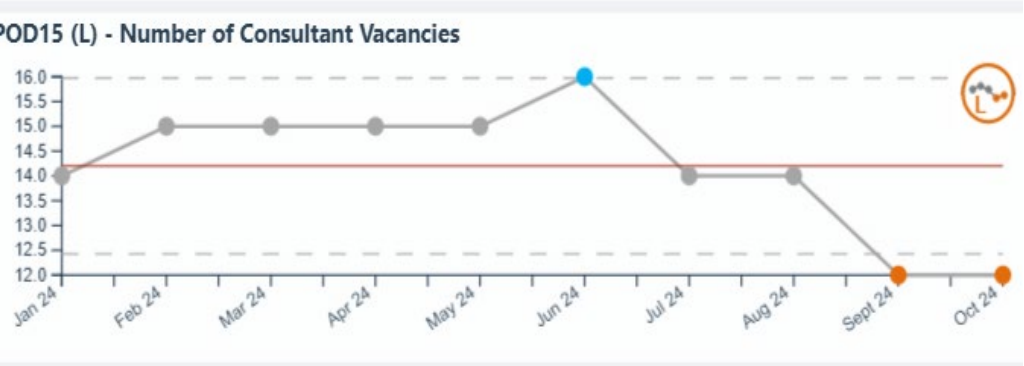 POD15 (L) - Number of Consultant Vacancies
16.0
15.5
15.0
14.5
14.0
13.5
13.0
12.5
12.0
Jan 24
Feb 24
Mar 24
Apr 24
May 24
Jun 24
Jul 24
Aug 24
Sept 24
Oct 24
L